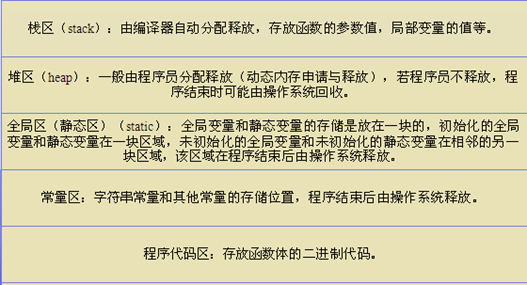 栈区（stack）：由编译器自动分配释放，存放函数的参数值，局部变量的值等。
堆区（heap）：一般由程序员分配释放（动态内存申请与释放），若程序员不释放，程
序结束时可能由操作系统回收。
全局区（静态区）（static）：全局变量和静态变量的存储是放在一块的，初始化的全局
变量和静态变量在一块区域，未初始化的全局变量和未初始化的静态变量在相邻的另一
块区域，该区域在程序结束后由操作系统释放。
常量区：字符串常量和其他常量的存储位置，程序结束后由操作系统释放。
程序代码区：存放函数体的二进制代码。